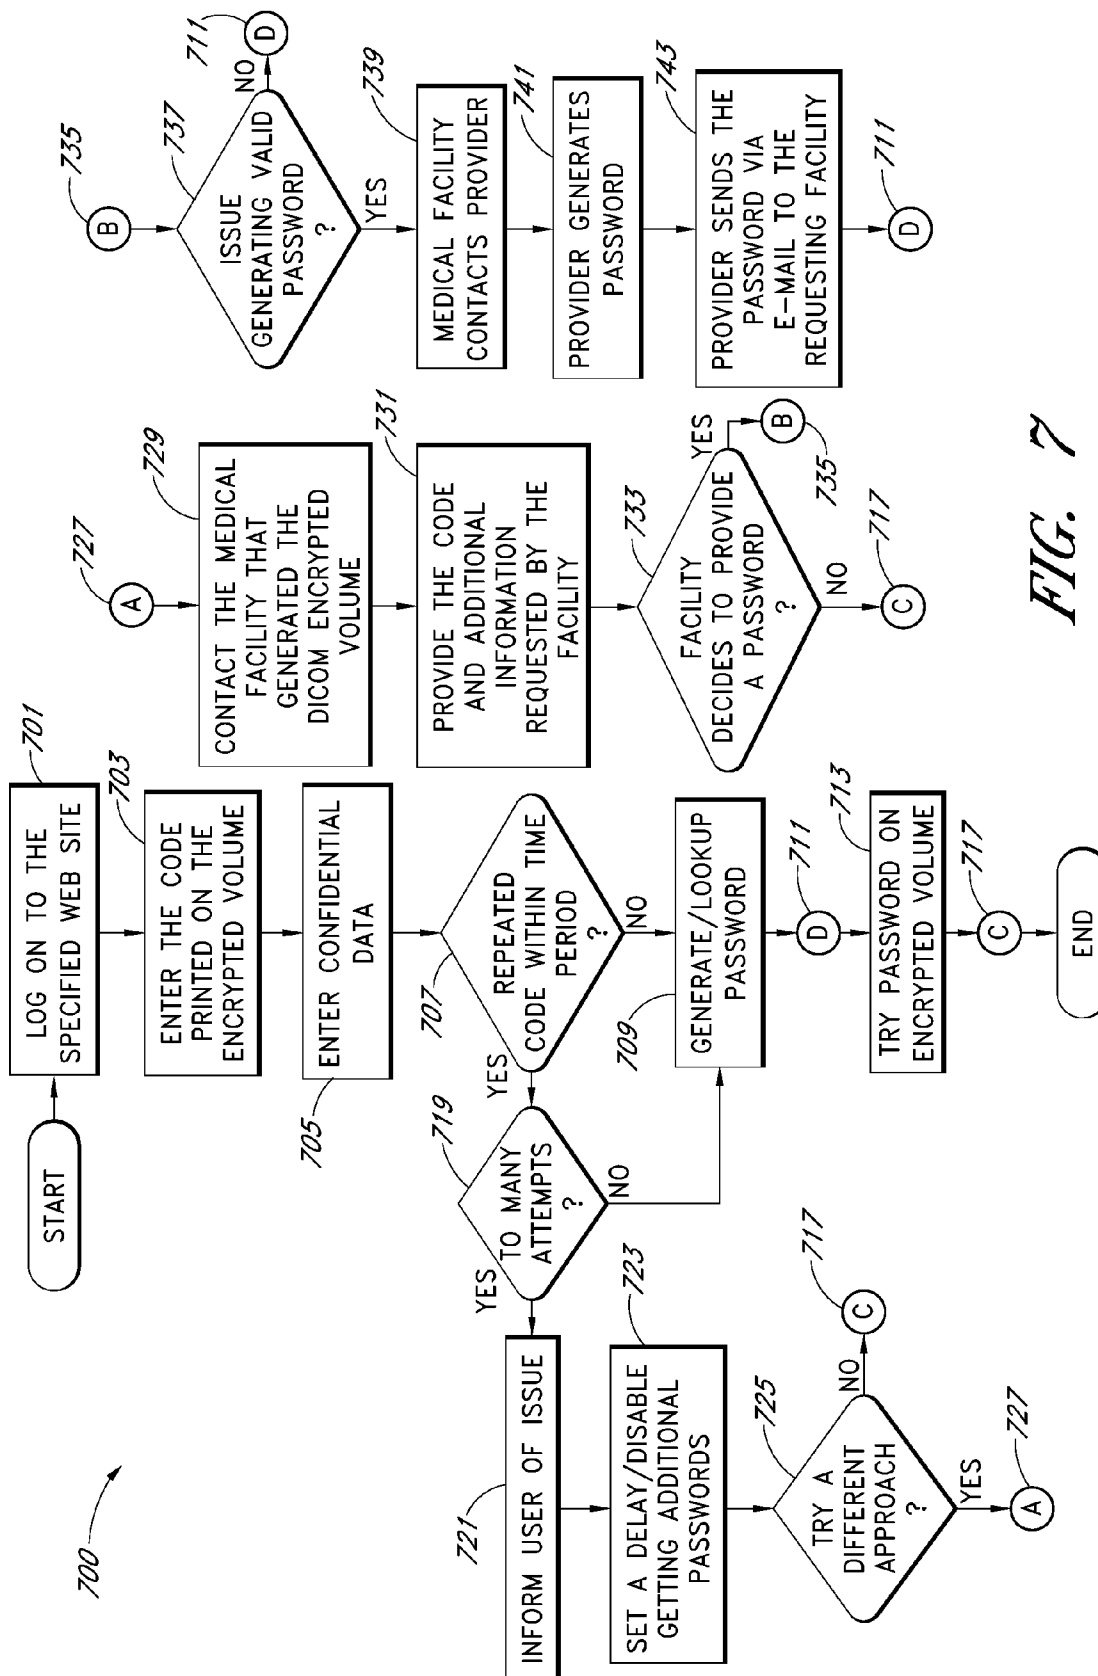 700
START
LOG ON TO THE
SPECIFIED WEB SITE
701
ENTER THE CODE
PRINTED ON THE
ENCRYPTED VOLUME
703
ENTER CONFIDENTIAL
DATA
705
REPEATED
CODE WITHIN TIME
PERIOD
?
707
YES
NO
TO MANY
ATTEMPTS
?
719
YES
NO
INFORM USER OF ISSUE
721
SET A DELAY/DISABLE
GETTING ADDITIONAL
PASSWORDS
723
TRY A
DIFFERENT
APPROACH
?
725
NO
C
717
YES
A
727
GENERATE/LOOKUP
PASSWORD
709
D
711
TRY PASSWORD ON
ENCRYPTED VOLUME
713
C
717
END
A
727
CONTACT THE MEDICAL
FACILITY THAT
GENERATED THE
DICOM ENCRYPTED
VOLUME
729
PROVIDE THE CODE
AND ADDITIONAL
INFORMATION
REQUESTED BY THE
FACILITY
731
FACILITY
DECIDES TO PROVIDE
A PASSWORD
?
733
YES
B
735
NO
C
717
B
735
ISSUE
GENERATING VALID
PASSWORD
?
737
NO
D
711
YES
MEDICAL FACILITY
CONTACTS PROVIDER
739
PROVIDER GENERATES
PASSWORD
741
PROVIDER SENDS THE
PASSWORD VIA
E-MAIL TO THE
REQUESTING FACILITY
743
D
711
FIG. 7